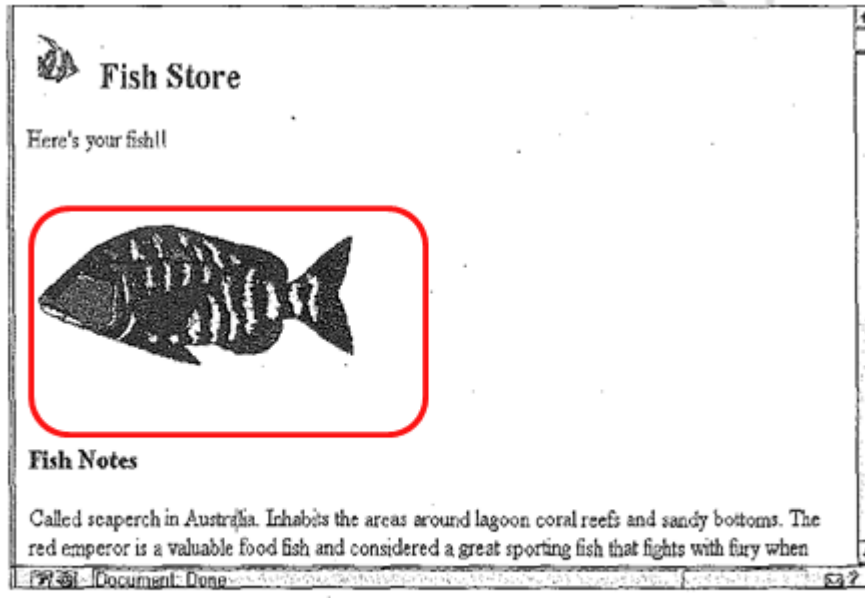 Fish Store
Here's your fish!!
Fish Notes
Called seaperch in Australia. Inhabits the areas around lagoon coral reefs and sandy bottoms. The
red emperor is a valuable food fish and considered a great sporting fish that fights with fury when
Document: Done